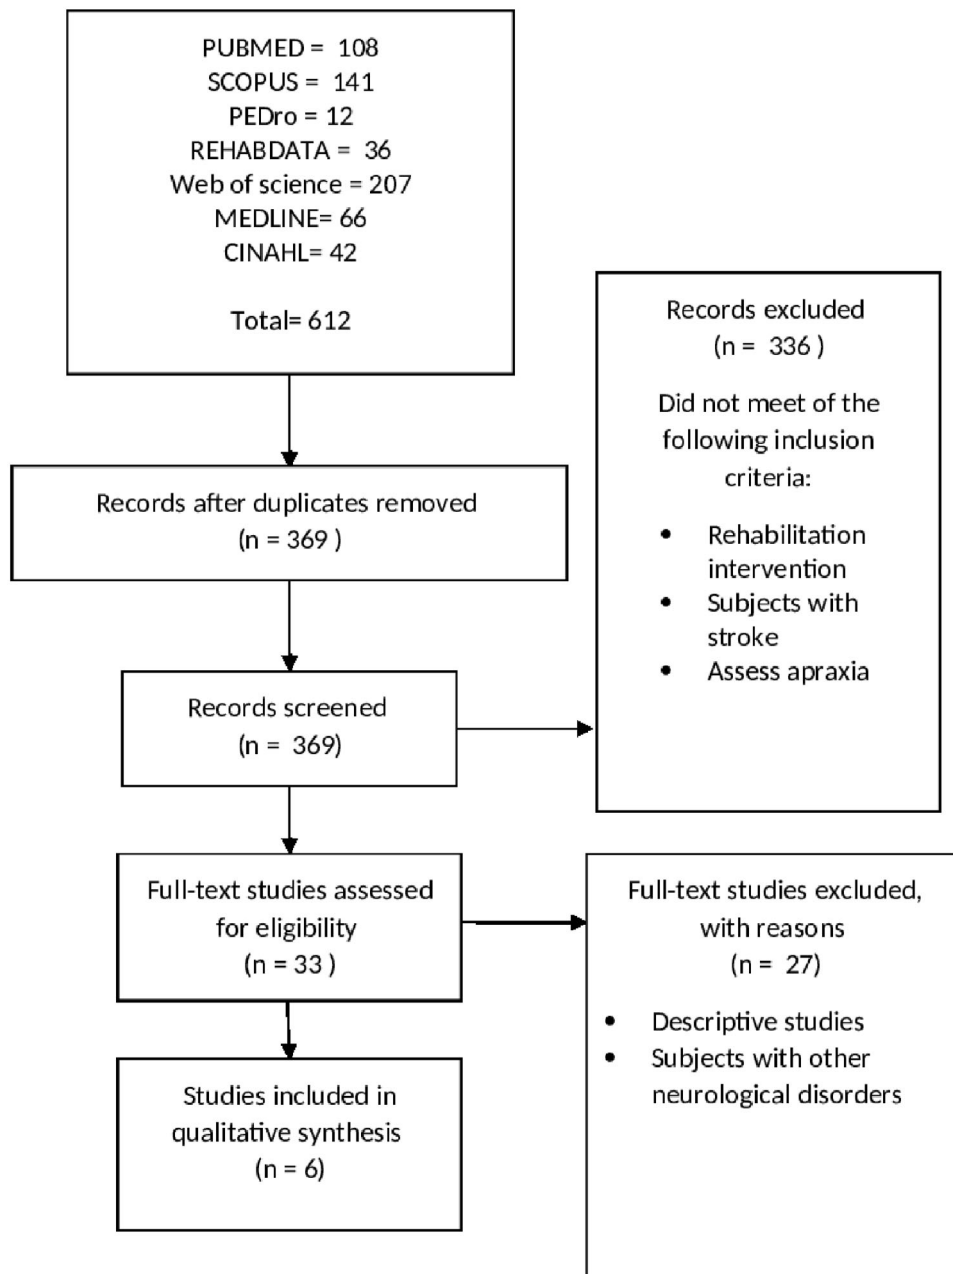 PUBMED = 108
SCOPUS = 141
PEDro = 12
REHABDATA = 36
Web of science = 207
MEDLINE= 66
CINAHL= 42
Total= 612
Records after duplicates removed
(n = 369 )
Records screened
(n = 369)
Records excluded
(n = 336 )
Did not meet of the
following inclusion
criteria:
• Rehabilitation
intervention
• Subjects with
stroke
• Assess apraxia
Full-text studies assessed
for eligibility
(n = 33 )
Full-text studies excluded,
with reasons
(n = 27)
• Descriptive studies
• Subjects with other
neurological disorders
Studies included in
qualitative synthesis
(n = 6)